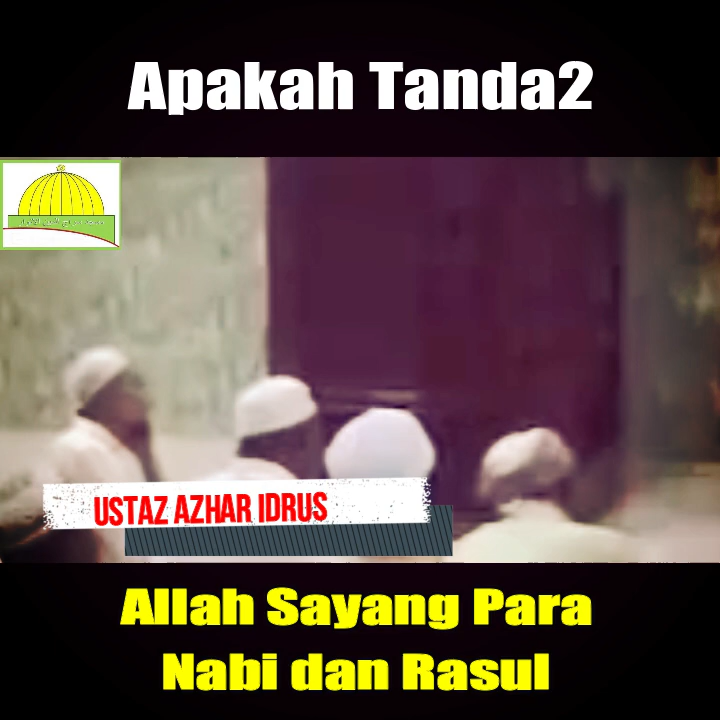 Apakah Tanda2
USTAZ AZHAR IDRUS
Allah Sayang Para
Nabi dan Rasul